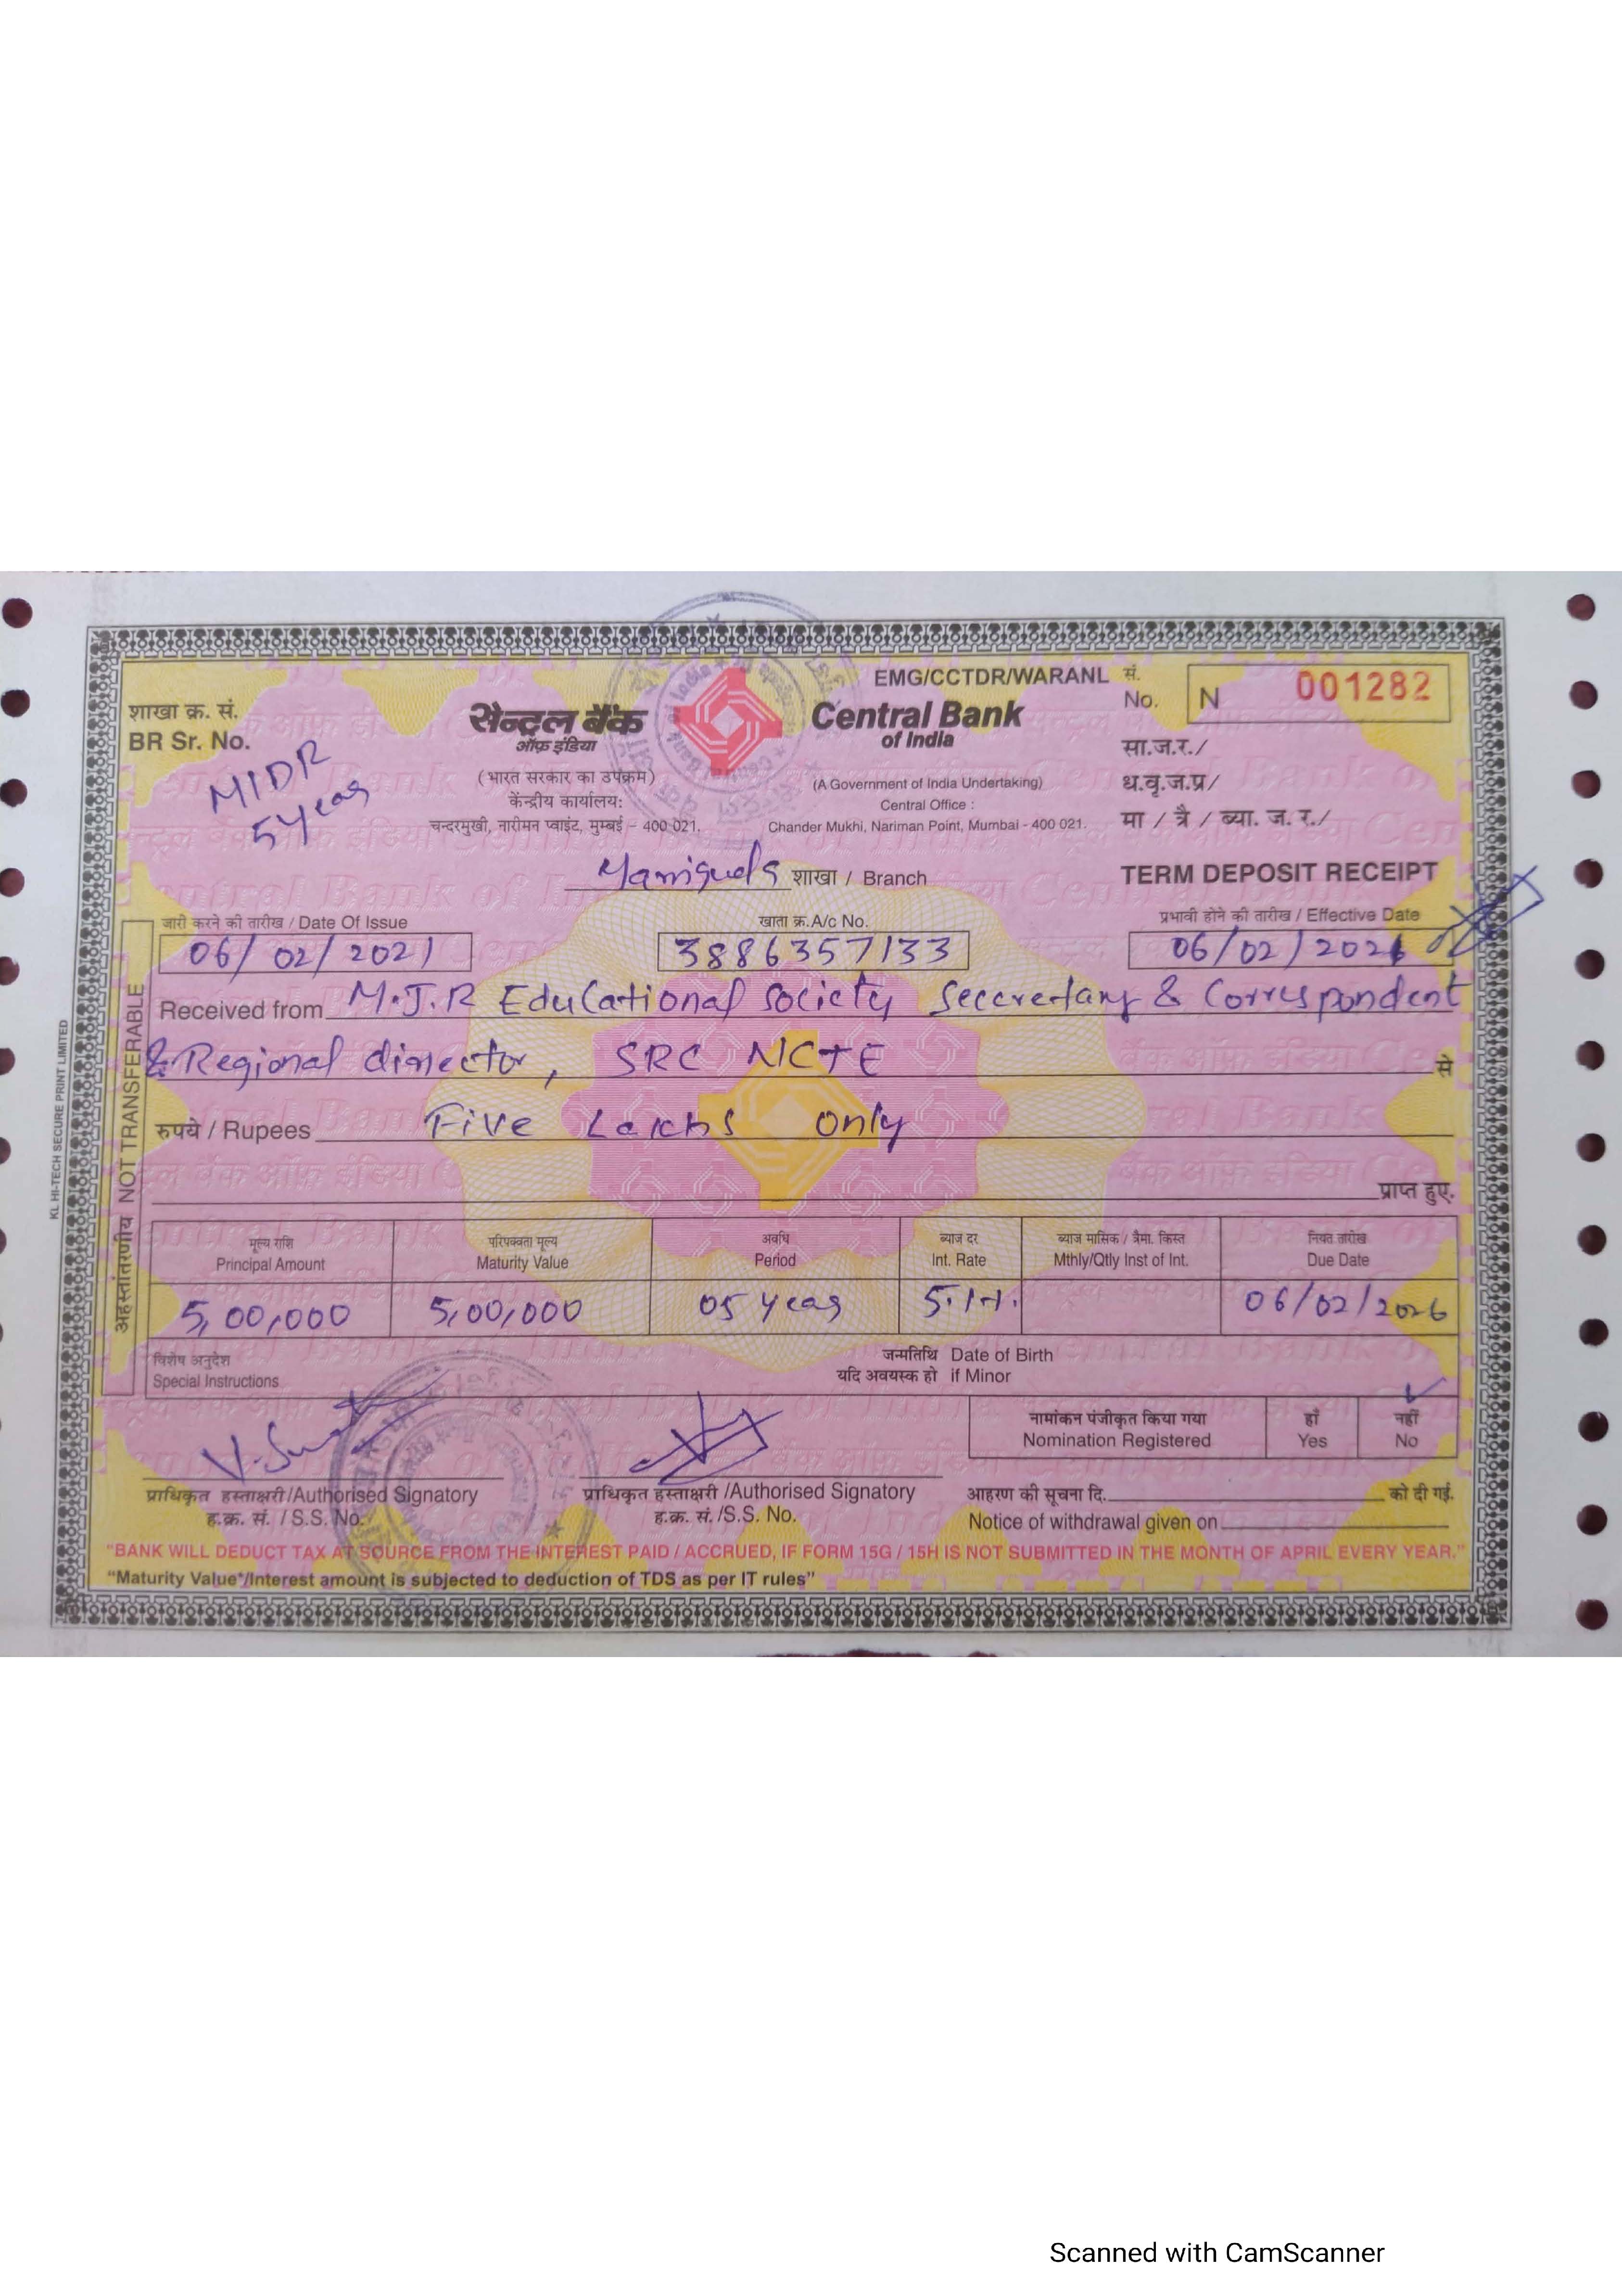 EMG/CCTDR/WARANL सं. No. N 001282
शाखा क्र. सं.
BR Sr. No.
MIDR
5 year
सेन्ट्रल बैंक
ऑफ़ इंडिया
Central Bank
of India
(भारत सरकार का उपक्रम)
केंन्द्रीय कार्यालय:
चन्दरमुखी, नारीमन प्वाइंट, मुम्बई – 400 021.
(A Government of India Undertaking)
Central Office :
Chander Mukhi, Nariman Point, Mumbai - 400 021.
सा.ज.र./
ध.वृ.ज.प्र/
मा / त्रै / ब्या. ज. र./
शाखा / Branch
TERM DEPOSIT RECEIPT
जारी करने की तारीख / Date Of Issue
06/02/2021
खाता क्र.A/c No.
3886357133
प्रभावी होने की तारीख / Effective Date
06/02/2021
Received from M.J.R Educational society Seccretary & Correspondent
& Regional director, SRC NCTE से
रुपये / Rupees Five Lakhs only
प्राप्त हुए.
मूल्य राशि परिपक्वता मूल्य अवधि ब्याज दर ब्याज मासिक / त्रैमा. किस्त नियत तारीख
Principal Amount Maturity Value Period Int. Rate Mthly/Qtly Inst of Int. Due Date
5,00,000 5,00,000 05 year 06/02/2026
विशेष अनुदेश
Special Instructions
जन्मतिथि Date of Birth
यदि अवयस्क हो if Minor
नामांकन पंजीकृत किया गया हाँ नहीं
Nomination Registered Yes No
प्राधिकृत हस्ताक्षरी/Authorised Signatory
ह.क्र. सं. / S.S. No.
प्राधिकृत हस्ताक्षरी /Authorised Signatory
ह.क्र. सं. /S.S. No.
आहरण की सूचना दि. को दी गई.
Notice of withdrawal given on
"BANK WILL DEDUCT TAX AT SOURCE FROM THE INTEREST PAID / ACCRUED, IF FORM 15G / 15H IS NOT SUBMITTED IN THE MONTH OF APRIL EVERY YEAR."
"Maturity Value*/Interest amount is subjected to deduction of TDS as per IT rules"
अहस्तांतरणीय NOT TRANSFERABLE
KL HI-TECH SECURE PRINT LIMITED
Scanned with CamScanner